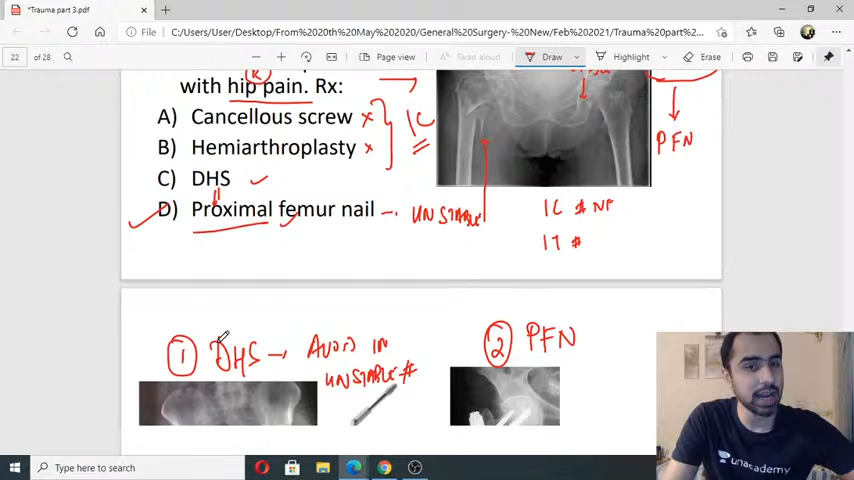 *Trauma part 3.pdf
File
C:/Users/User/Desktop/From%2020th%20May%202020/General%20Surgery-%20New/Feb%202021/Trauma%20part...
22 of 28
Page view
Read aloud
Draw
Highlight
Erase
with hip pain. Rx:
A) Cancellous screw
B) Hemiarthroplasty
C) DHS
D) Proximal femur nail
IC
UNSTABLE
PFN
IC # NF
IT #
1 DHS → AVOID IN
UNSTABLE #
2 PFN
unacademy
Type here to search